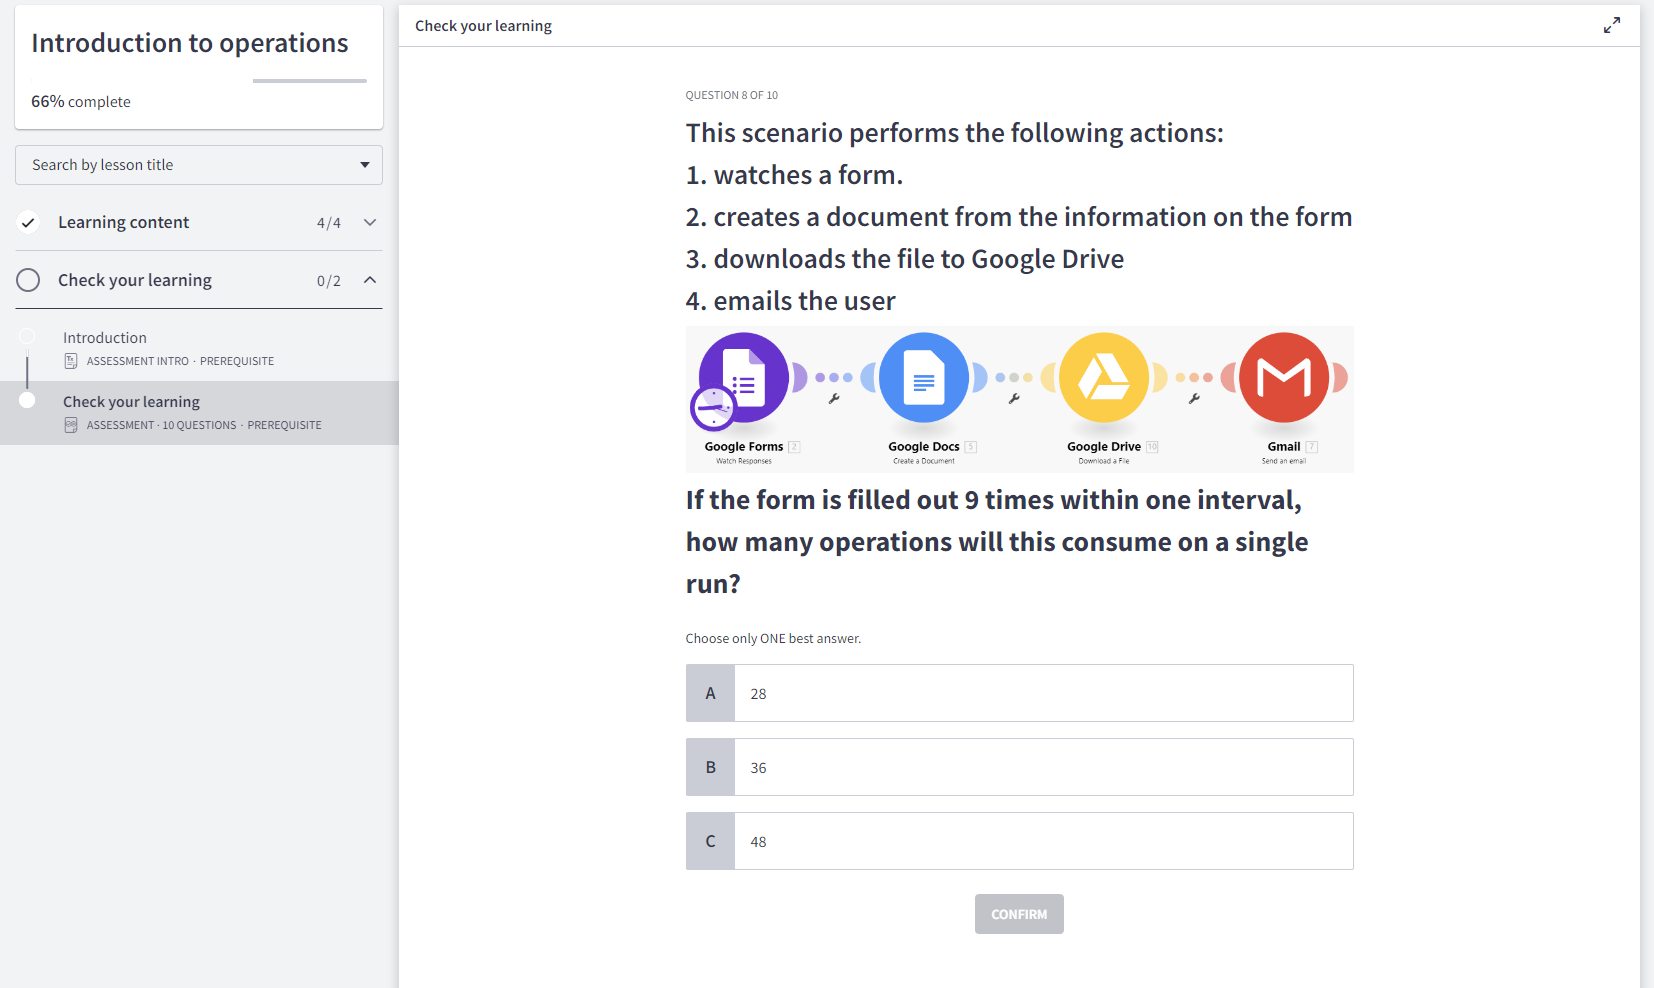 Introduction to operations
66% complete
Search by lesson title
Learning content 4/4
Check your learning 0/2
Introduction
ASSESSMENT INTRO · PREREQUISITE
Check your learning
ASSESSMENT · 10 QUESTIONS · PREREQUISITE
Check your learning
QUESTION 8 OF 10
This scenario performs the following actions:
1. watches a form.
2. creates a document from the information on the form
3. downloads the file to Google Drive
4. emails the user
Google Forms 2
Watch Responses
Google Docs 5
Create a Document
Google Drive 10
Download a File
Gmail 7
Send an email
If the form is filled out 9 times within one interval,
how many operations will this consume on a single
run?
Choose only ONE best answer.
A 28
B 36
C 48
CONFIRM